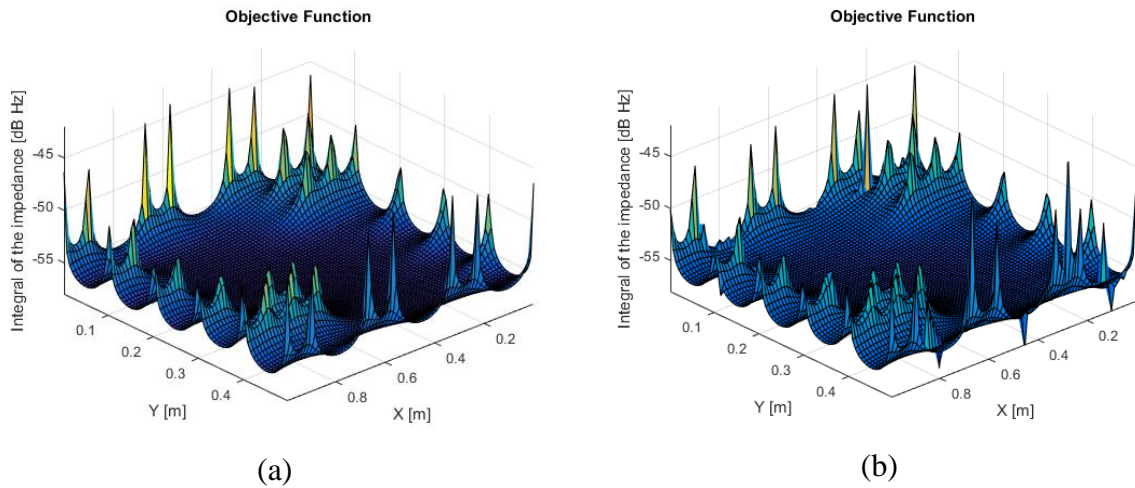 Objective Function
Integral of the impedance [dB Hz]
-45
-50
-55
0.1
0.2
0.3
0.4
Y [m]
0.8
0.6
0.4
0.2
X [m]
(a)
Objective Function
Integral of the impedance [dB Hz]
-45
-50
-55
0.1
0.2
0.3
0.4
Y [m]
0.8
0.6
0.4
0.2
X [m]
(b)